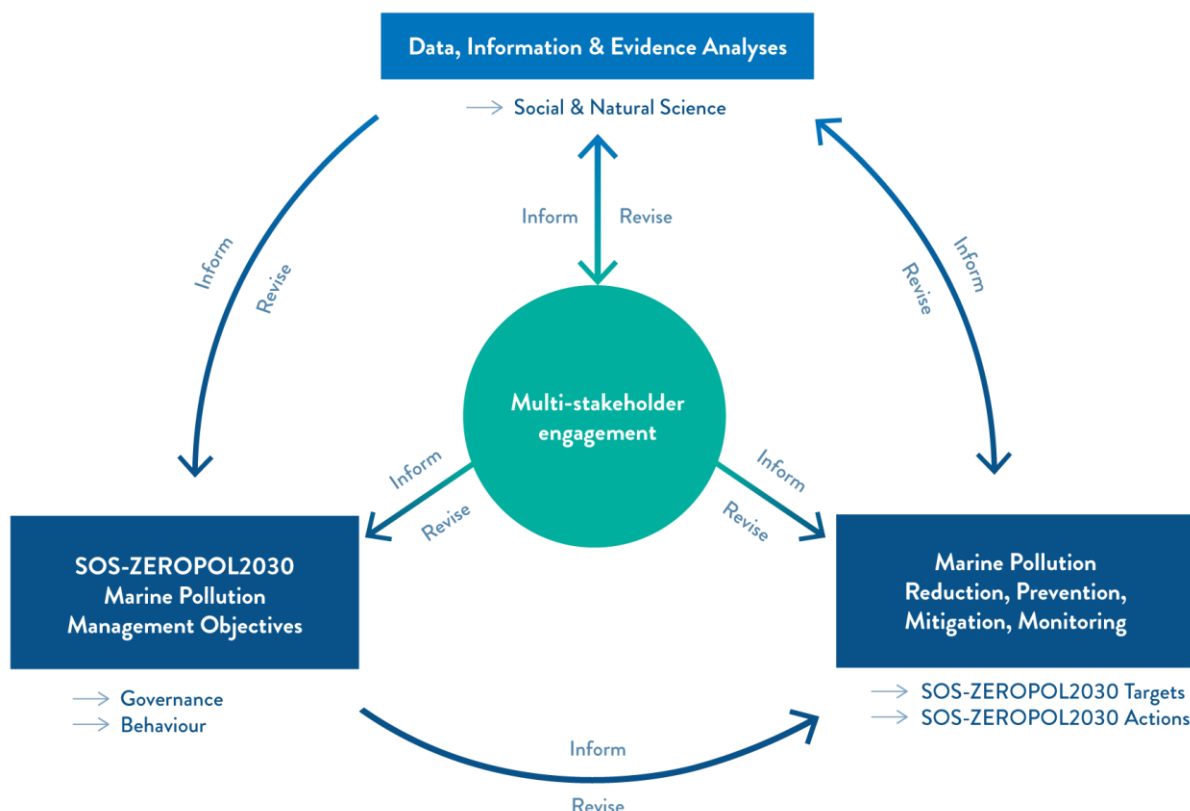 Data, Information & Evidence Analyses
Social & Natural Science
Inform
Revise
Inform
Revise
Inform
Revise
Multi-stakeholder
engagement
Inform
Revise
Inform
Revise
SOS-ZEROPOL2030
Marine Pollution
Management Objectives
Governance
Behaviour
Marine Pollution
Reduction, Prevention,
Mitigation, Monitoring
SOS-ZEROPOL2030 Targets
SOS-ZEROPOL2030 Actions
Inform
Revise